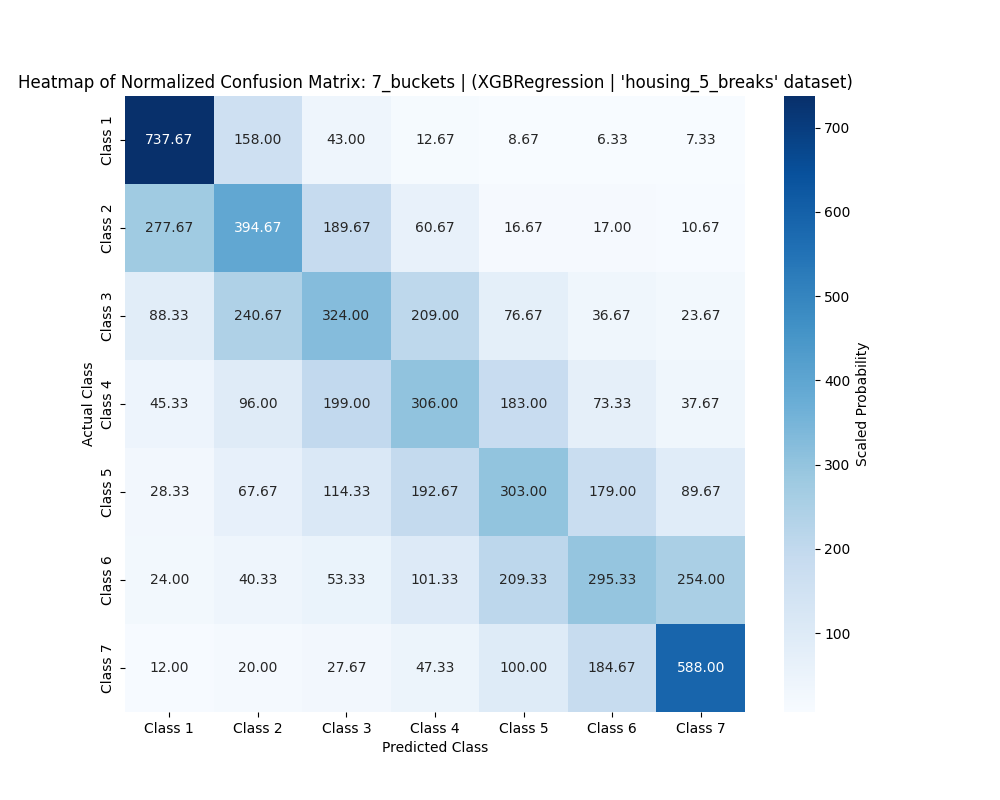 Heatmap of Normalized Confusion Matrix: 7_buckets | (XGBRegression | 'housing_5_breaks' dataset)
Class 1 737.67 158.00 43.00 12.67 8.67 6.33 7.33
Class 2 277.67 394.67 189.67 60.67 16.67 17.00 10.67
Class 3 88.33 240.67 324.00 209.00 76.67 36.67 23.67
Class 4 45.33 96.00 199.00 306.00 183.00 73.33 37.67
Class 5 28.33 67.67 114.33 192.67 303.00 179.00 89.67
Class 6 24.00 40.33 53.33 101.33 209.33 295.33 254.00
Class 7 12.00 20.00 27.67 47.33 100.00 184.67 588.00
Class 1 Class 2 Class 3 Class 4 Class 5 Class 6 Class 7
Predicted Class
Actual Class
700
600
500
400
300
200
100
Scaled Probability